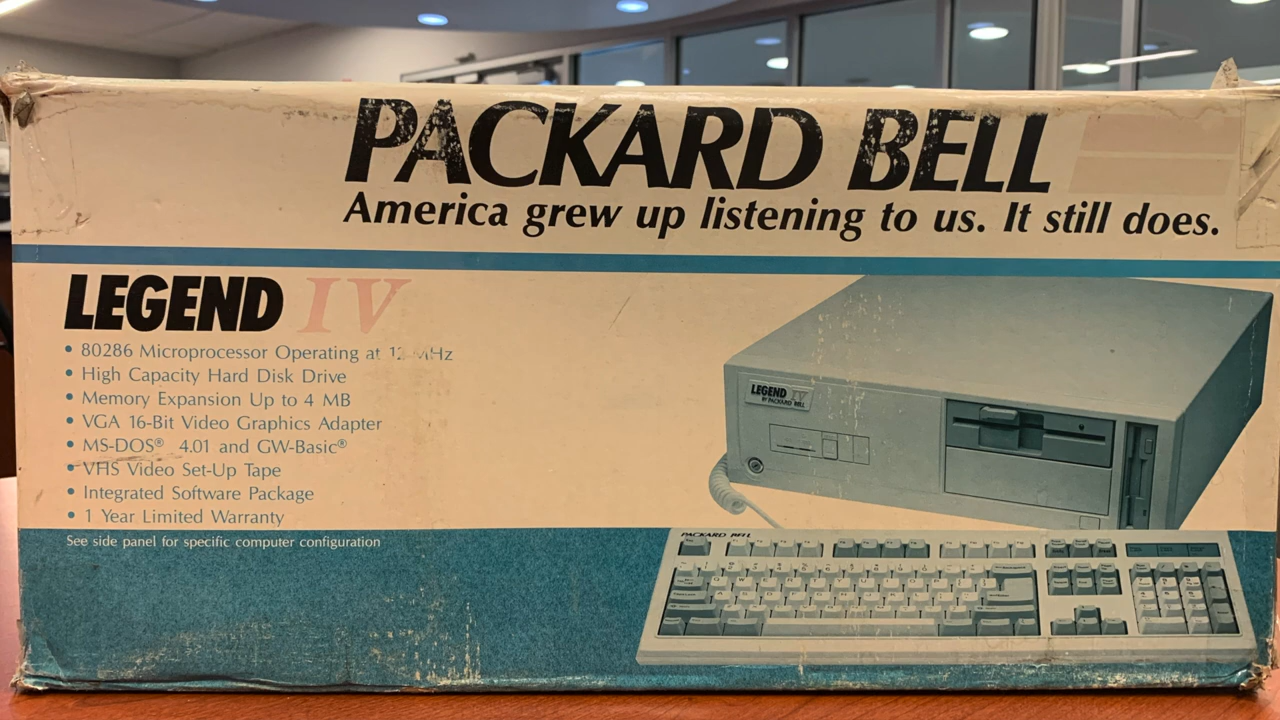 PACKARD BELL
America grew up listening to us. It still does.
LEGEND IV
• 80286 Microprocessor Operating at 12 MHz
• High Capacity Hard Disk Drive
• Memory Expansion Up to 4 MB
• VGA 16-Bit Video Graphics Adapter
• MS-DOS® 4.01 and GW-Basic®
• VHS Video Set-Up Tape
• Integrated Software Package
• 1 Year Limited Warranty
See side panel for specific computer configuration
LEGEND IV
BY PACKARD BELL
PACKARD BELL